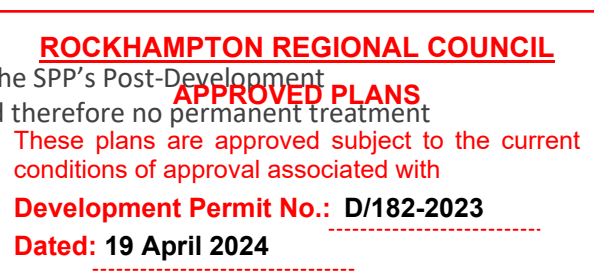 ROCKHAMPTON REGIONAL COUNCIL
he SPP's Post-Development
APPROVED PLANS
therefore no permanent treatment
These plans are approved subject to the current
conditions of approval associated with
Development Permit No.: D/182-2023
Dated: 19 April 2024